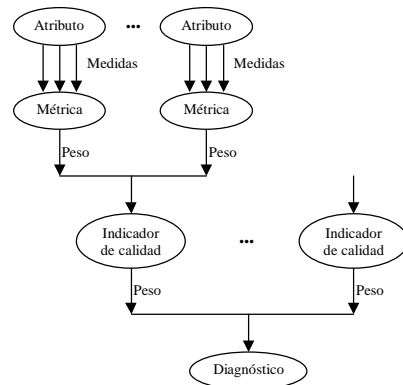 Atributo ... Atributo
Medidas Medidas
Métrica Métrica
Peso Peso
Indicador de calidad ... Indicador de calidad
Peso Peso
Diagnóstico